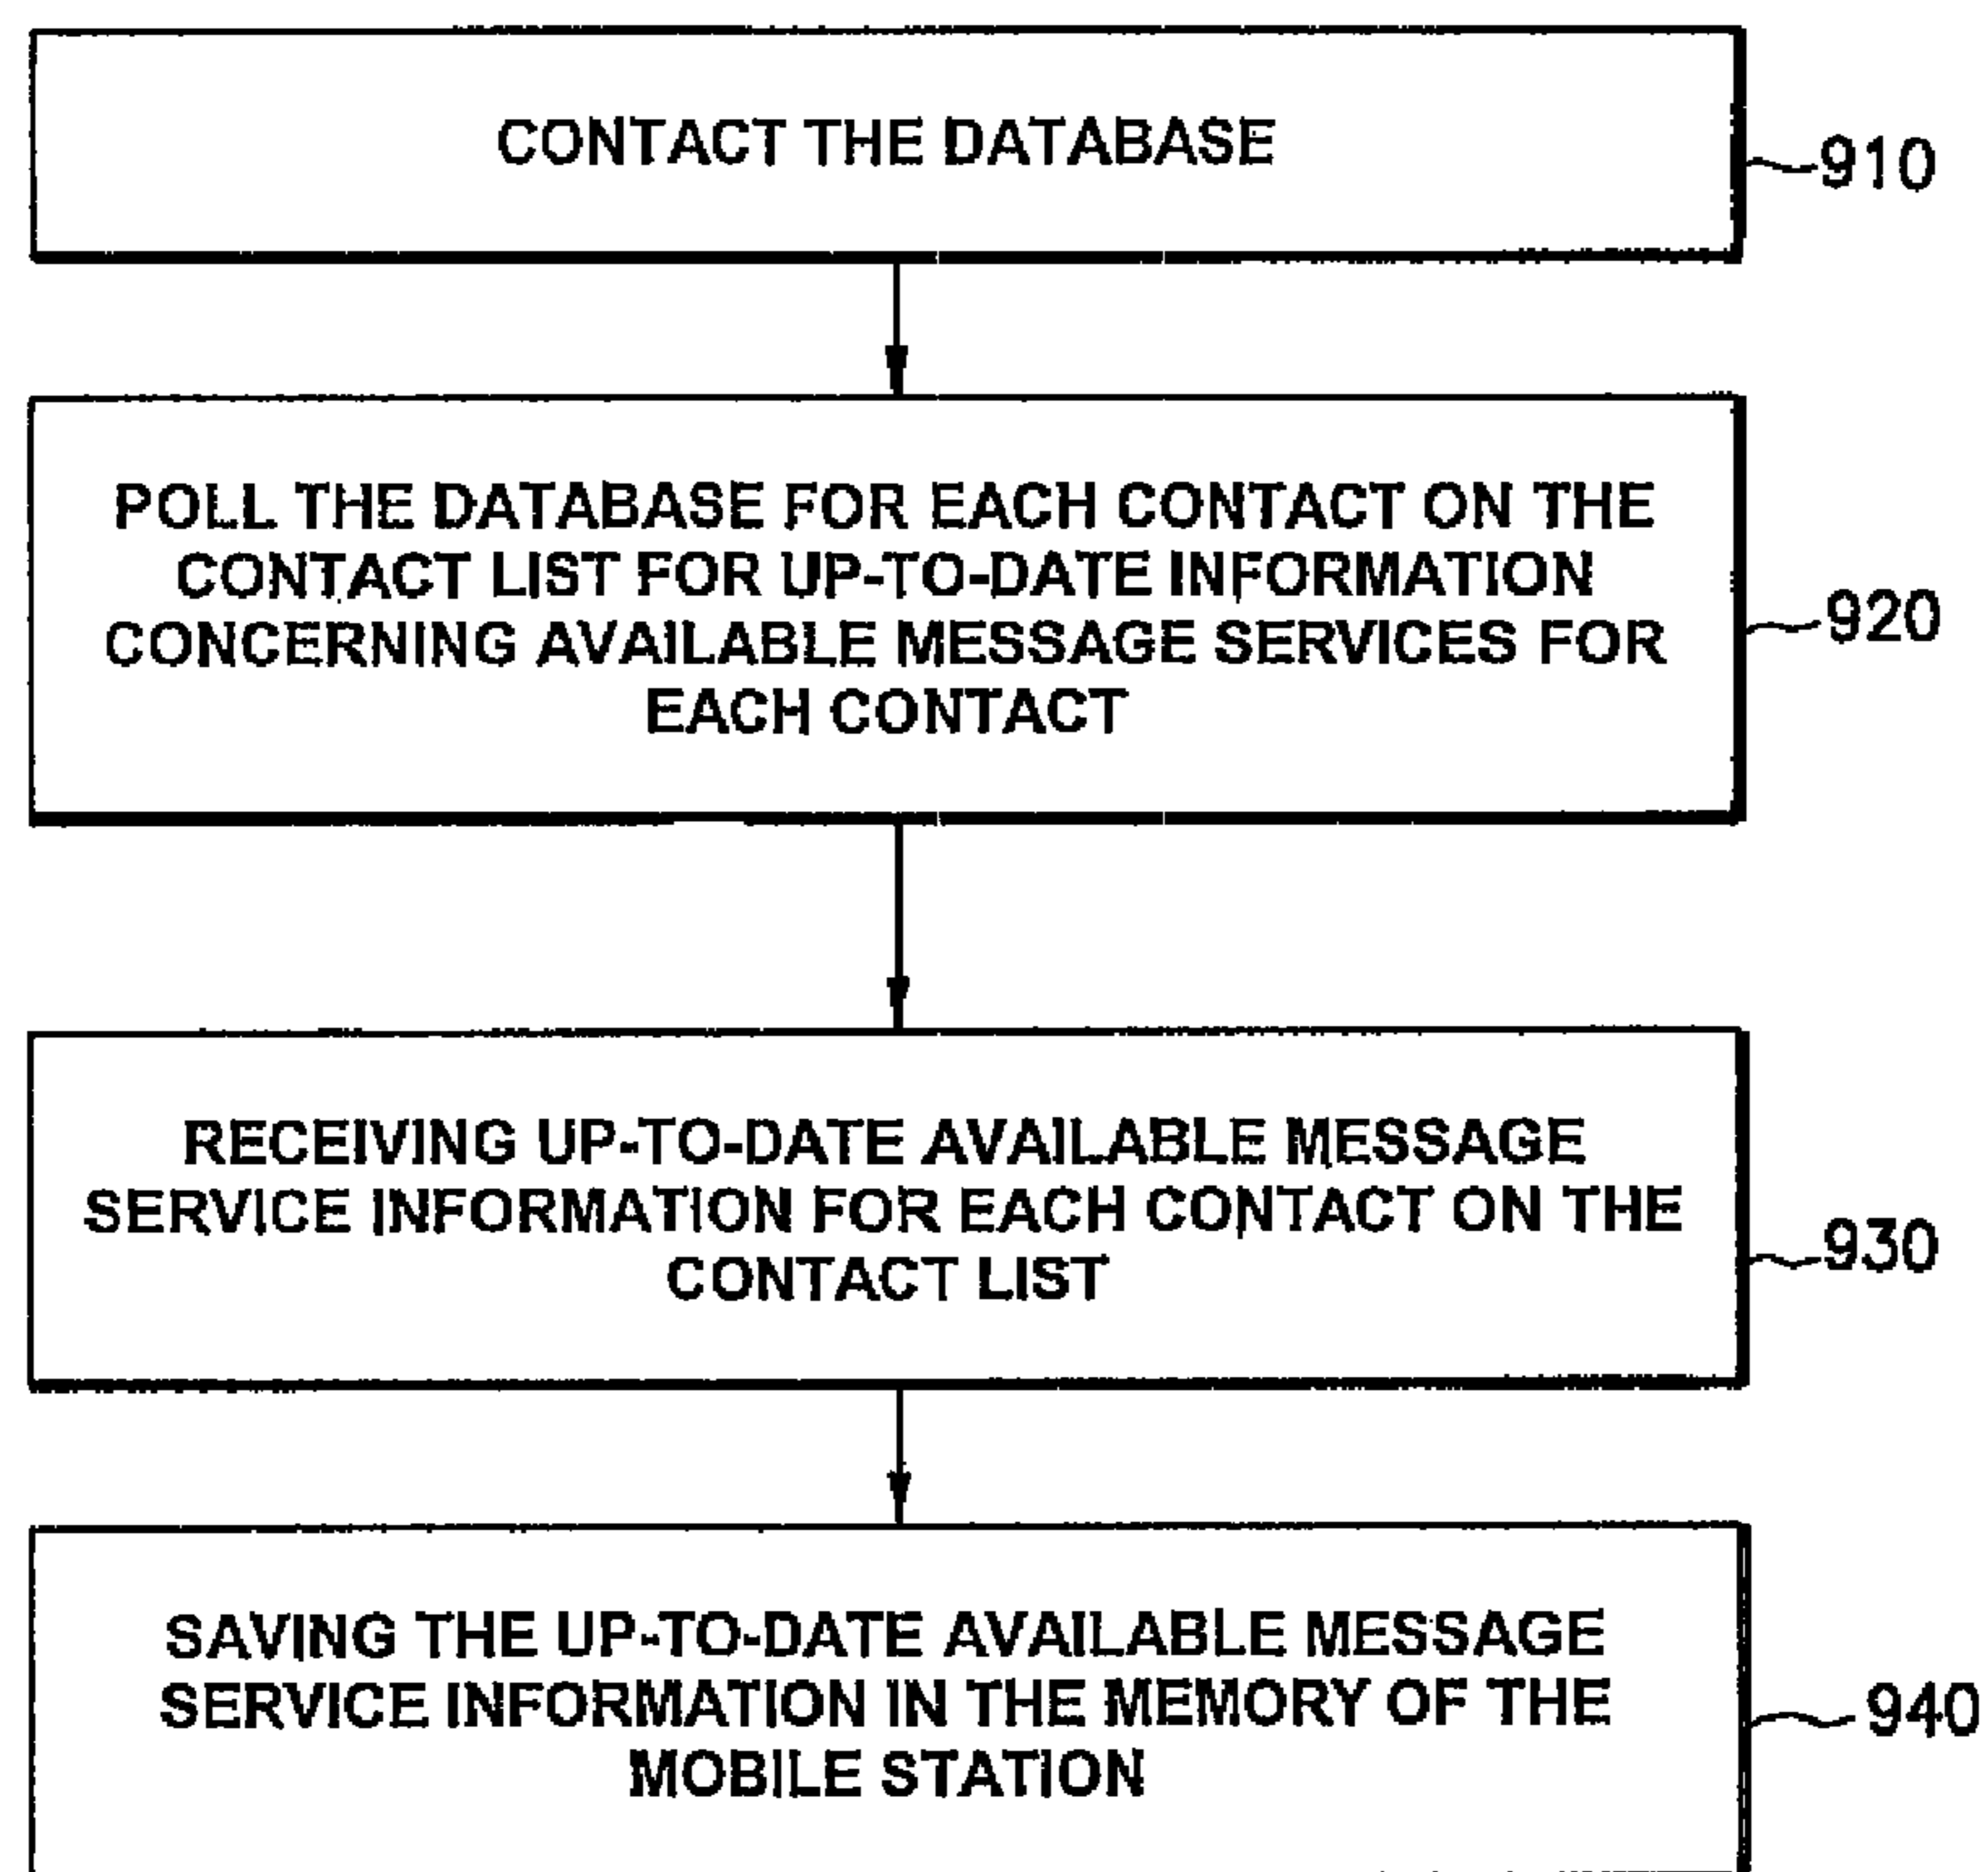 CONTACT THE DATABASE
910
POLL THE DATABASE FOR EACH CONTACT ON THE
CONTACT LIST FOR UP-TO-DATE INFORMATION
CONCERNING AVAILABLE MESSAGE SERVICES FOR
EACH CONTACT
920
RECEIVING UP-TO-DATE AVAILABLE MESSAGE
SERVICE INFORMATION FOR EACH CONTACT ON THE
CONTACT LIST
930
SAVING THE UP-TO-DATE AVAILABLE MESSAGE
SERVICE INFORMATION IN THE MEMORY OF THE
MOBILE STATION
940